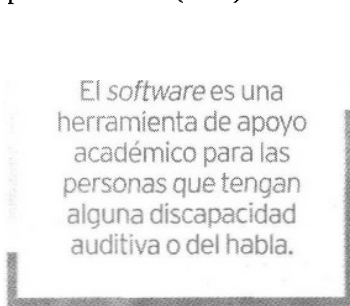 El software es una
herramienta de apoyo
académico para las
personas que tengan
alguna discapacidad
auditiva o del habla.